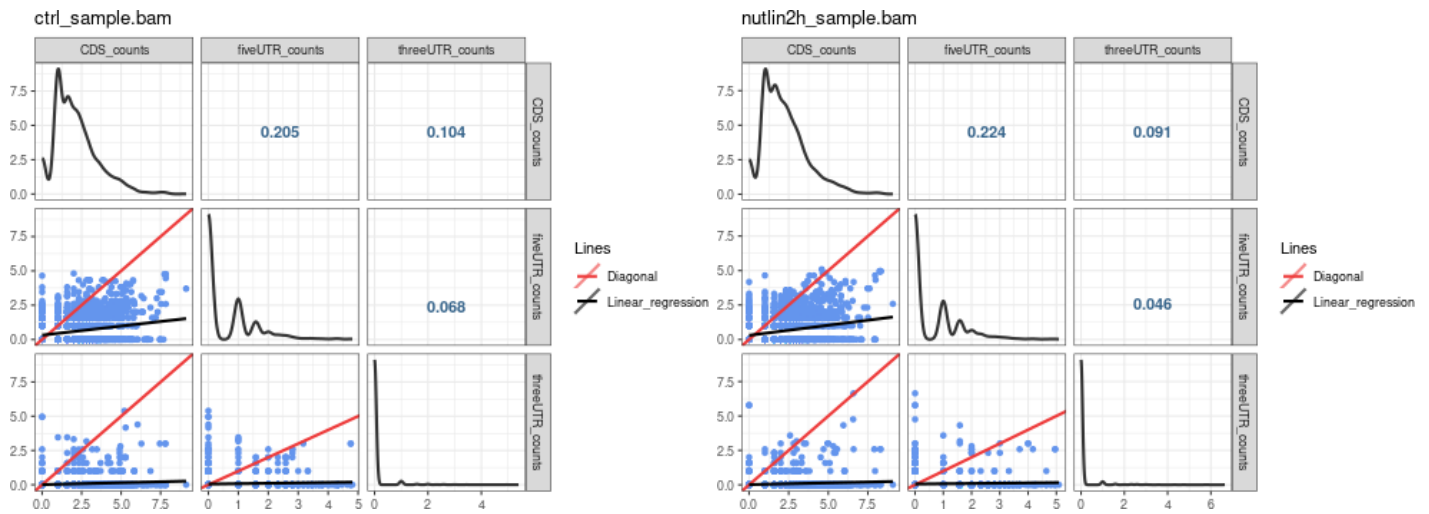 ctrl_sample.bam
CDS_counts fiveUTR_counts threeUTR_counts
7.5
5.0
2.5
0.0
0.205 0.104
CDS_counts
7.5
5.0
2.5
0.0
0.068
fiveUTR_counts
7.5
5.0
2.5
0.0
threeUTR_counts
0.0 2.5 5.0 7.5 0 1 2 3 4 5 0 2 4
Lines
Diagonal
Linear_regression
nutlin2h_sample.bam
CDS_counts fiveUTR_counts threeUTR_counts
7.5
5.0
2.5
0.0
0.224 0.091
CDS_counts
7.5
5.0
2.5
0.0
0.046
fiveUTR_counts
7.5
5.0
2.5
0.0
threeUTR_counts
0.0 2.5 5.0 7.5 0 1 2 3 4 5 0 2 4 6
Lines
Diagonal
Linear_regression